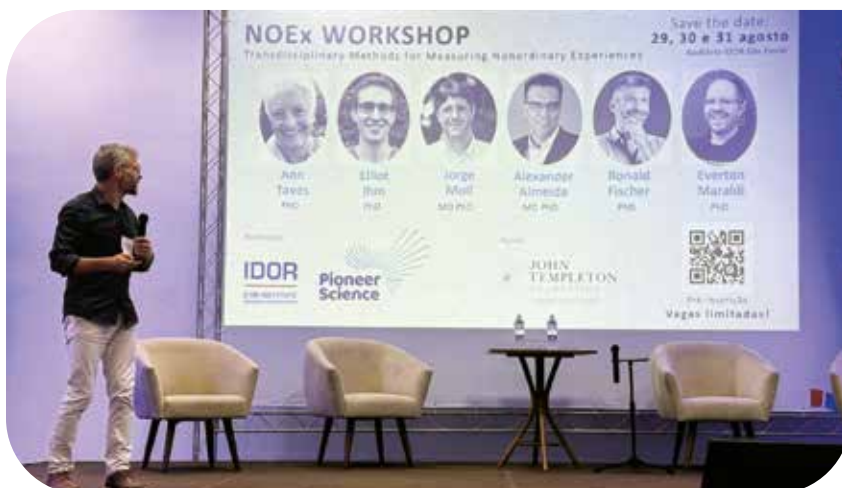 NOEx WORKSHOP
Transdisciplinary Methods for Measuring Nonordinary Experiences
Save the date:
29, 30 e 31 agosto
Ann
Taves
PhD
Elliot
Ihm
PhD
Jorge
Moll
MD PhD
Alexander
Almeida
MD PhD
Ronald
Fischer
PhD
Everton
Maraldi
PhD
IDOR
Pioneer
Science
JOHN
TEMPLETON
Vagas limitadas!